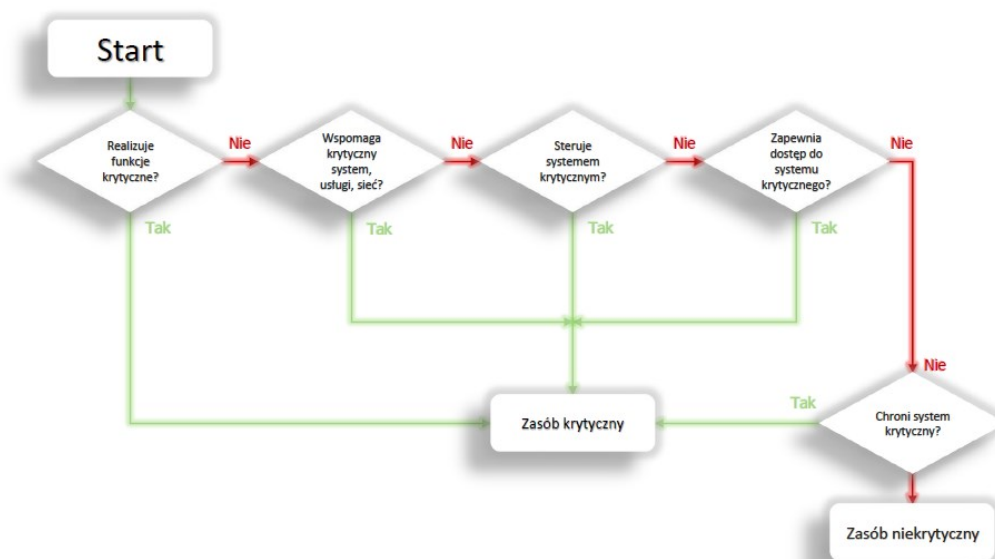 Start
Realizuje
funkcje
krytyczne?
Nie
Wspomaga
krytyczny
system,
usługi, sieć?
Nie
Steruje
systemem
krytycznym?
Nie
Zapewnia
dostęp do
systemu
krytycznego?
Nie
Tak
Tak
Tak
Tak
Nie
Tak
Chroni system
krytyczny?
Zasób krytyczny
Zasób niekrytyczny